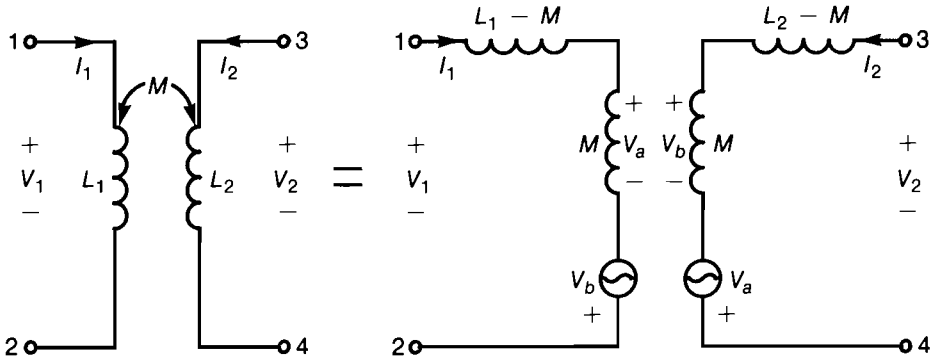 L1 – M
L2 – M
1
3
1
3
I1
M
I2
I1
I2
+
+
+
+
+
+
V1
L1
L2
V2
=
V1
M
Va
Vb
M
V2
–
–
–
–
–
–
Vb
Va
+
+
2
4
2
4